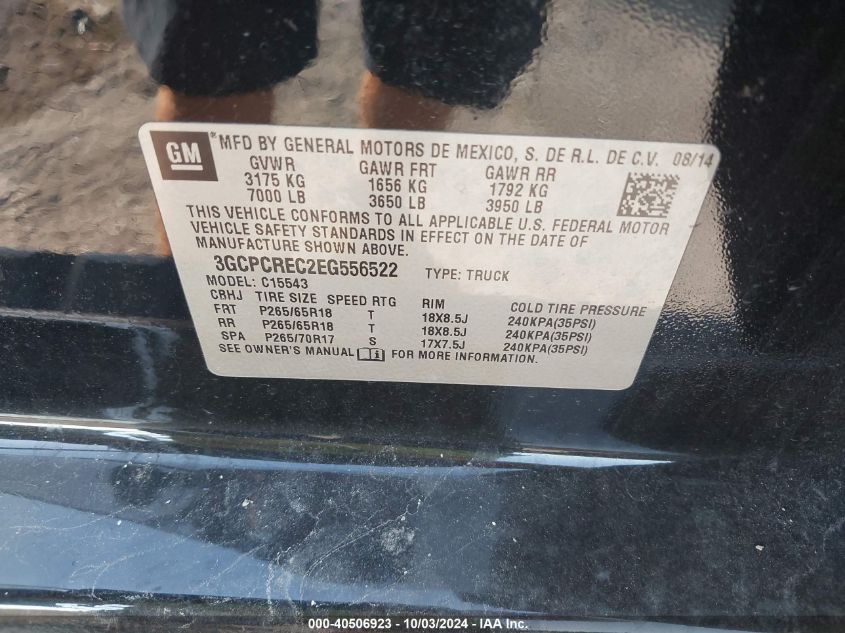 GM
® MFD BY GENERAL MOTORS DE MEXICO, S. DE R.L. DE C.V. 08/14
GVWR GAWR FRT GAWR RR
3175 KG 1656 KG 1792 KG
7000 LB 3650 LB 3950 LB
THIS VEHICLE CONFORMS TO ALL APPLICABLE U.S. FEDERAL MOTOR
VEHICLE SAFETY STANDARDS IN EFFECT ON THE DATE OF
MANUFACTURE SHOWN ABOVE.
3GCPCREC2EG556522 TYPE: TRUCK
MODEL: C15543
CRHJ TIRE SIZE SPEED RTG RIM COLD TIRE PRESSURE
FRT P265/65R18 T 18X8.5J 240KPA(35PSI)
RR P265/65R18 T 18X8.5J 240KPA(35PSI)
SPA P265/70R17 S 17X7.5J 240KPA(35PSI)
SEE OWNER'S MANUAL FOR MORE INFORMATION.
000-40506923 - 10/03/2024 - IAA Inc.